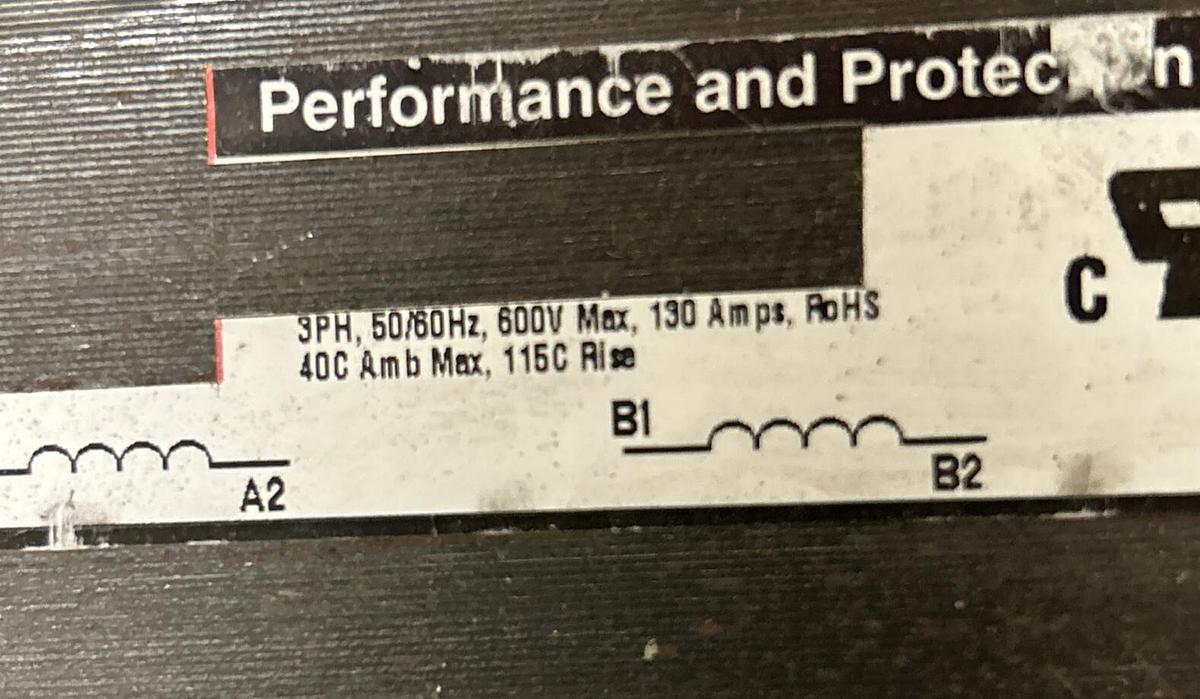 Performance and Protec n
C
3PH, 50/60Hz, 600V Max, 130 Amps, RoHS
40C Amb Max, 115C Rise
B1
A2
B2